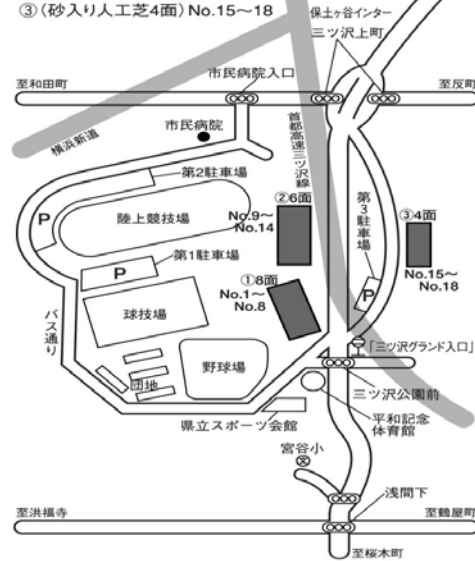 ③(砂入り人工芝4面)No.15～18
保土ヶ谷インター
三ツ沢上町
市民病院入口
至和田町
至反町
市民病院
横浜新道
首都高速三ツ沢線
第2駐車場
P
陸上競技場
②6面
No.9～
No.14
第3駐車場
③4面
No.15～
No.18
第1駐車場
P
①8面
No.1～
No.8
P
球技場
バス通り
野球場
「三ツ沢グランド入口」
団地
三ツ沢公園前
県立スポーツ会館
平和記念
体育館
宮谷小
浅間下
至洪福寺
至鶴屋町
至桜木町